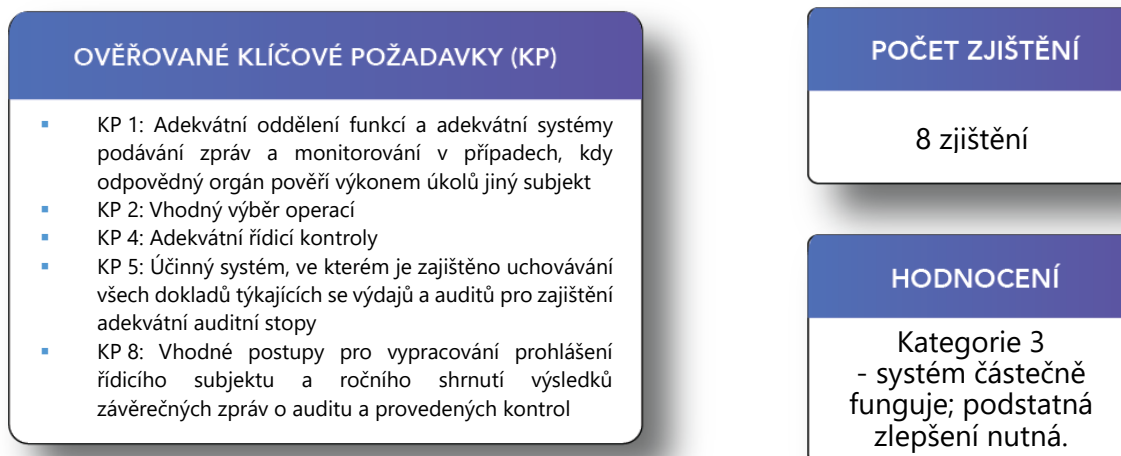 OVĚŘOVANÉ KLÍČOVÉ POŽADAVKY (KP)
▪ KP 1: Adekvátní oddělení funkcí a adekvátní systémy
podávání zpráv a monitorování v případech, kdy
odpovědný orgán pověří výkonem úkolů jiný subjekt
▪ KP 2: Vhodný výběr operací
▪ KP 4: Adekvátní řídicí kontroly
▪ KP 5: Účinný systém, ve kterém je zajištěno uchovávání
všech dokladů týkajících se výdajů a auditů pro zajištění
adekvátní auditní stopy
▪ KP 8: Vhodné postupy pro vypracování prohlášení
řídicího subjektu a ročního shrnutí výsledků
závěrečných zpráv o auditu a provedených kontrol
POČET ZJIŠTĚNÍ
8 zjištění
HODNOCENÍ
Kategorie 3
- systém částečně
funguje; podstatná
zlepšení nutná.